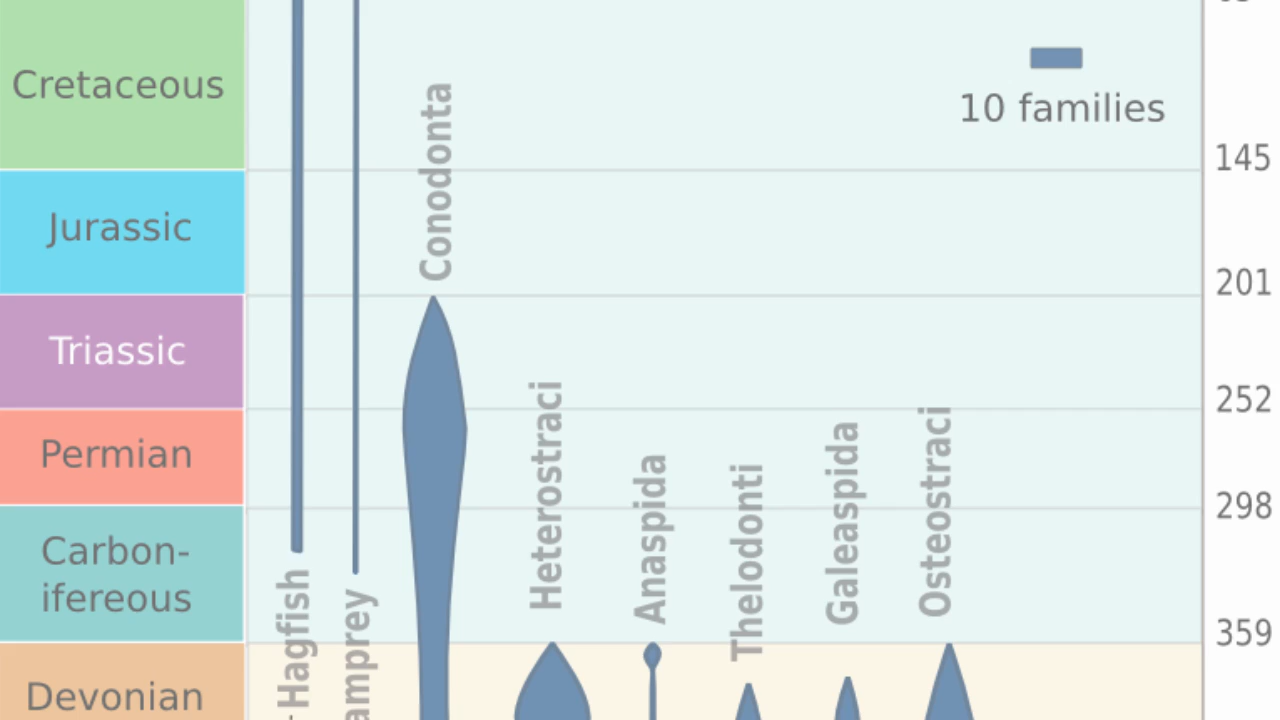 Cretaceous
10 families
145
Conodonta
Jurassic
201
Triassic
252
Heterostraci
Osteostraci
Galeaspida
Permian
Anaspida
Thelodonti
298
Carbon-
ifereous
Hagfish
amprey
359
Devonian